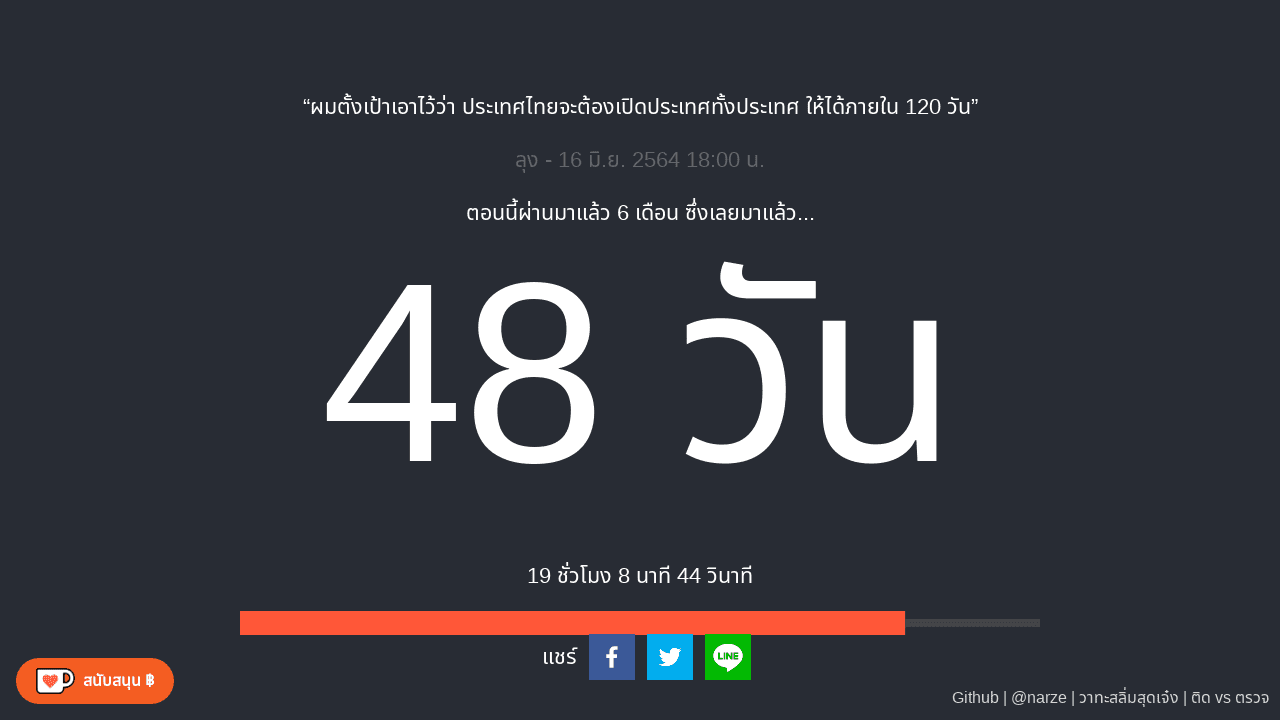 “ผมตั้งเป้าเอาไว้ว่า ประเทศไทยจะต้องเปิดประเทศทั้งประเทศ ให้ได้ภายใน 120 วัน”
ลุง - 16 มิ.ย. 2564 18:00 น.
ตอนนี้ผ่านมาแล้ว 6 เดือน ซึ่งเลยมาแล้ว...
48 วัน
19 ชั่วโมง 8 นาที 44 วินาที
แชร์
LINE
สนับสนุน ฿
Github | @narze | วาทะสลิ่มสุดเจ๋ง | ติด vs ตรวจ